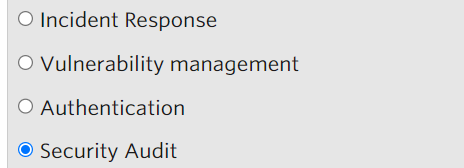 Incident Response
Vulnerability management
Authentication
Security Audit